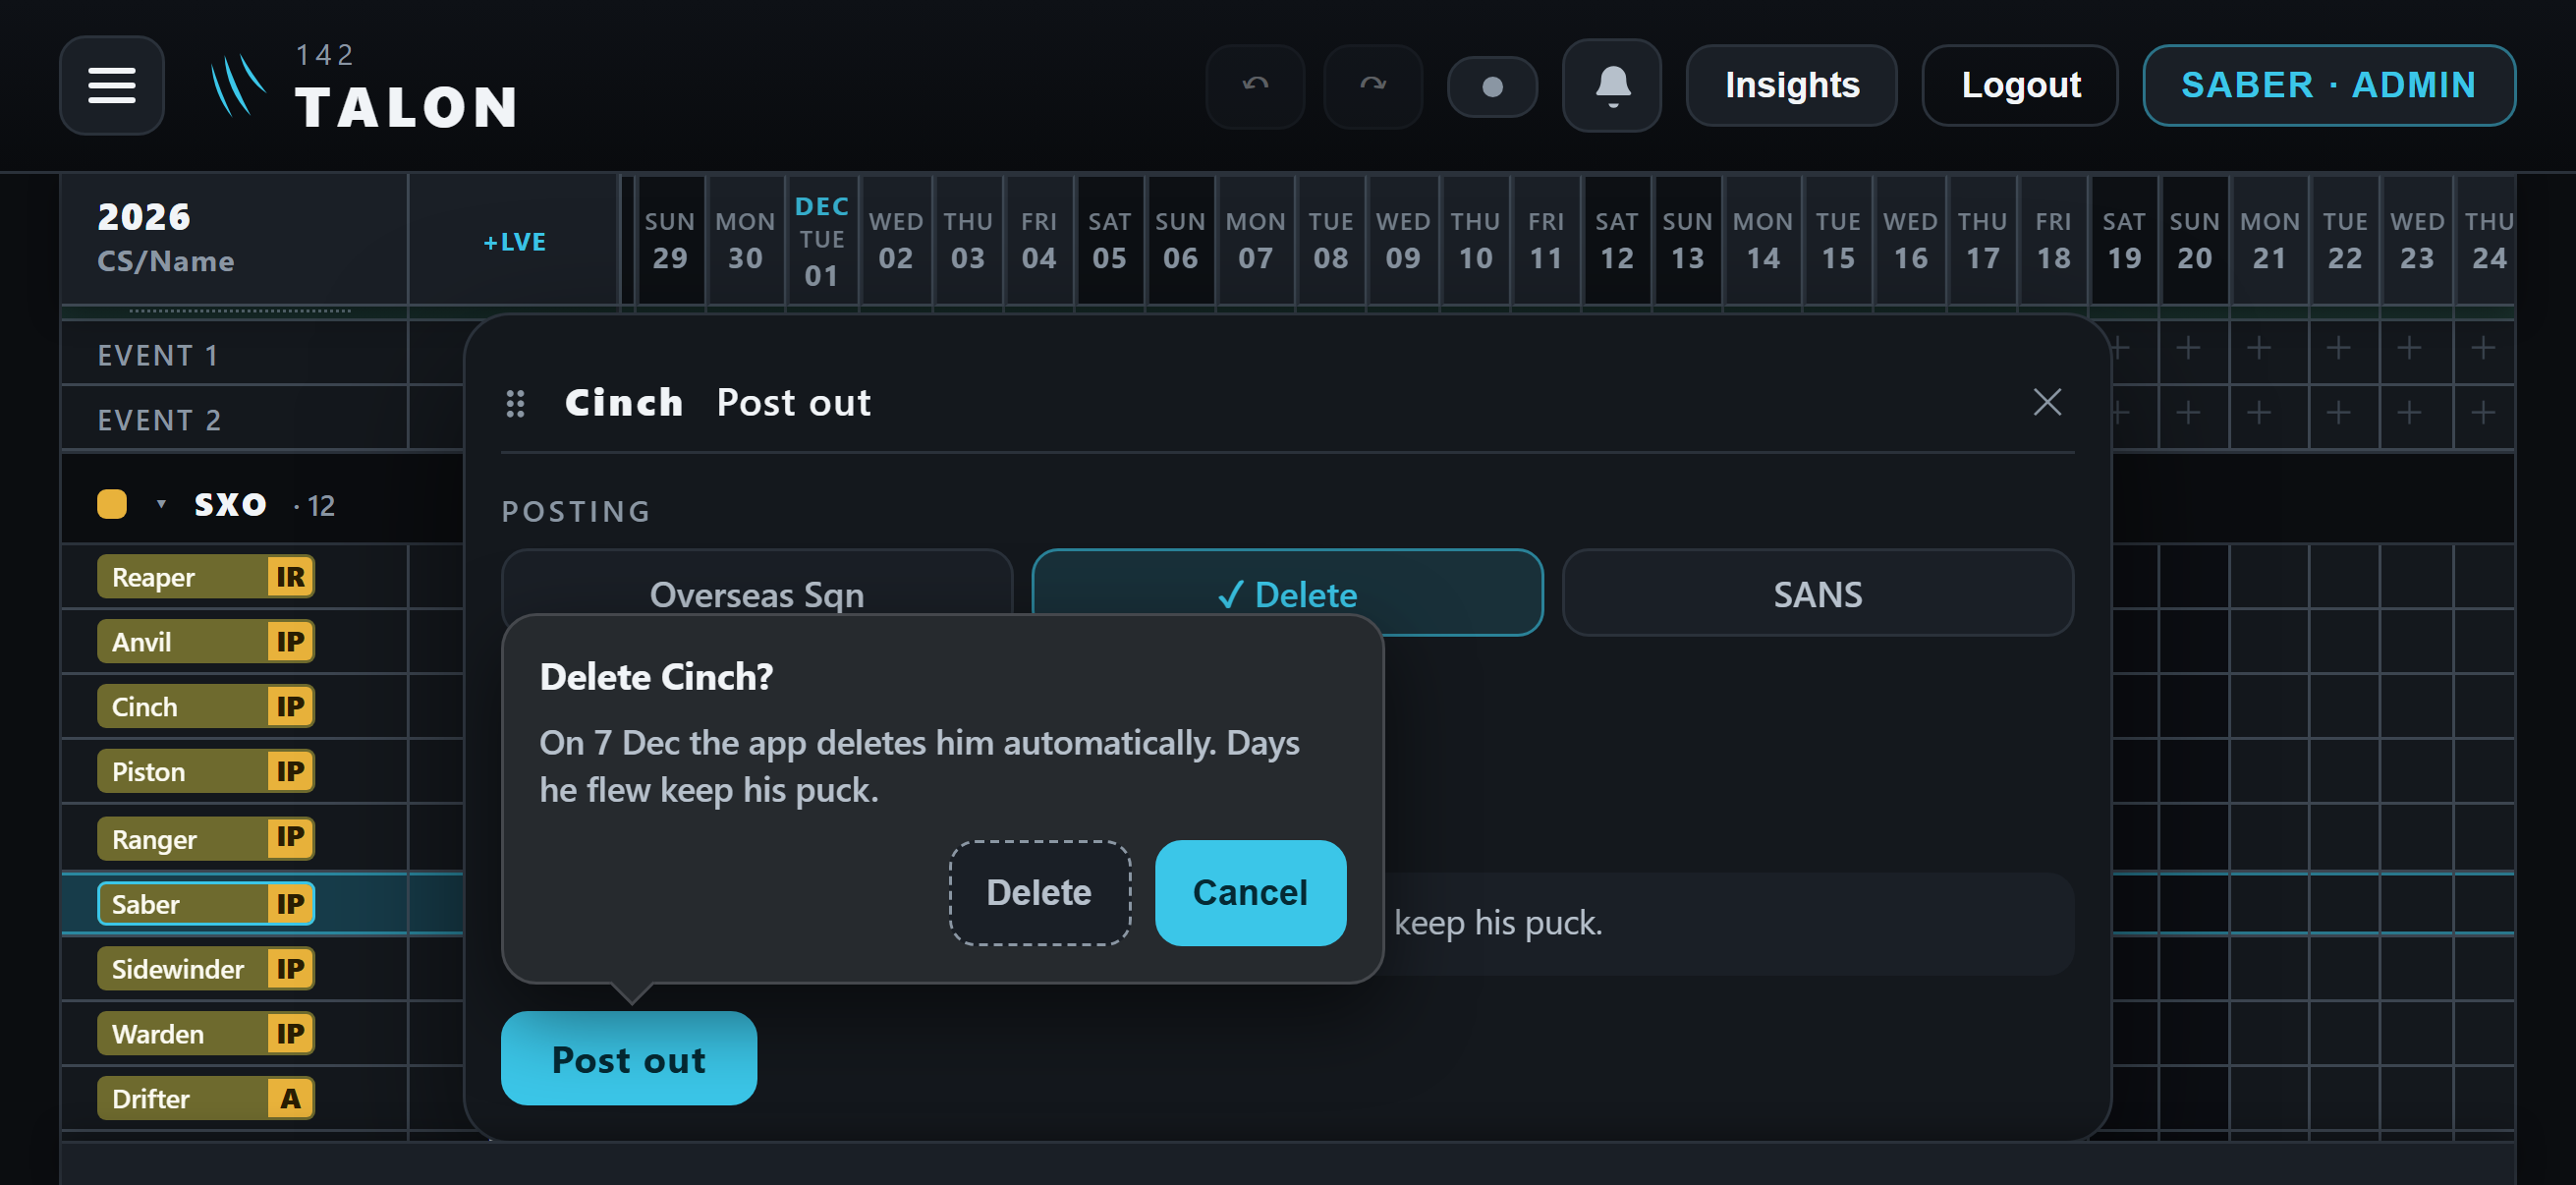 142
TALON
Insights
Logout
SABER · ADMIN
2026
CS/Name
+LVE
SUN 29
MON 30
DEC TUE 01
WED 02
THU 03
FRI 04
SAT 05
SUN 06
MON 07
TUE 08
WED 09
THU 10
FRI 11
SAT 12
SUN 13
MON 14
TUE 15
WED 16
THU 17
FRI 18
SAT 19
SUN 20
MON 21
TUE 22
WED 23
THU 24
EVENT 1
EVENT 2
SXO · 12
Reaper IR
Anvil IP
Cinch IP
Piston IP
Ranger IP
Saber IP
Sidewinder IP
Warden IP
Drifter A
Cinch Post out
POSTING
Overseas Sqn
✓ Delete
SANS
Delete Cinch?
On 7 Dec the app deletes him automatically. Days
he flew keep his puck.
Delete
Cancel
keep his puck.
Post out